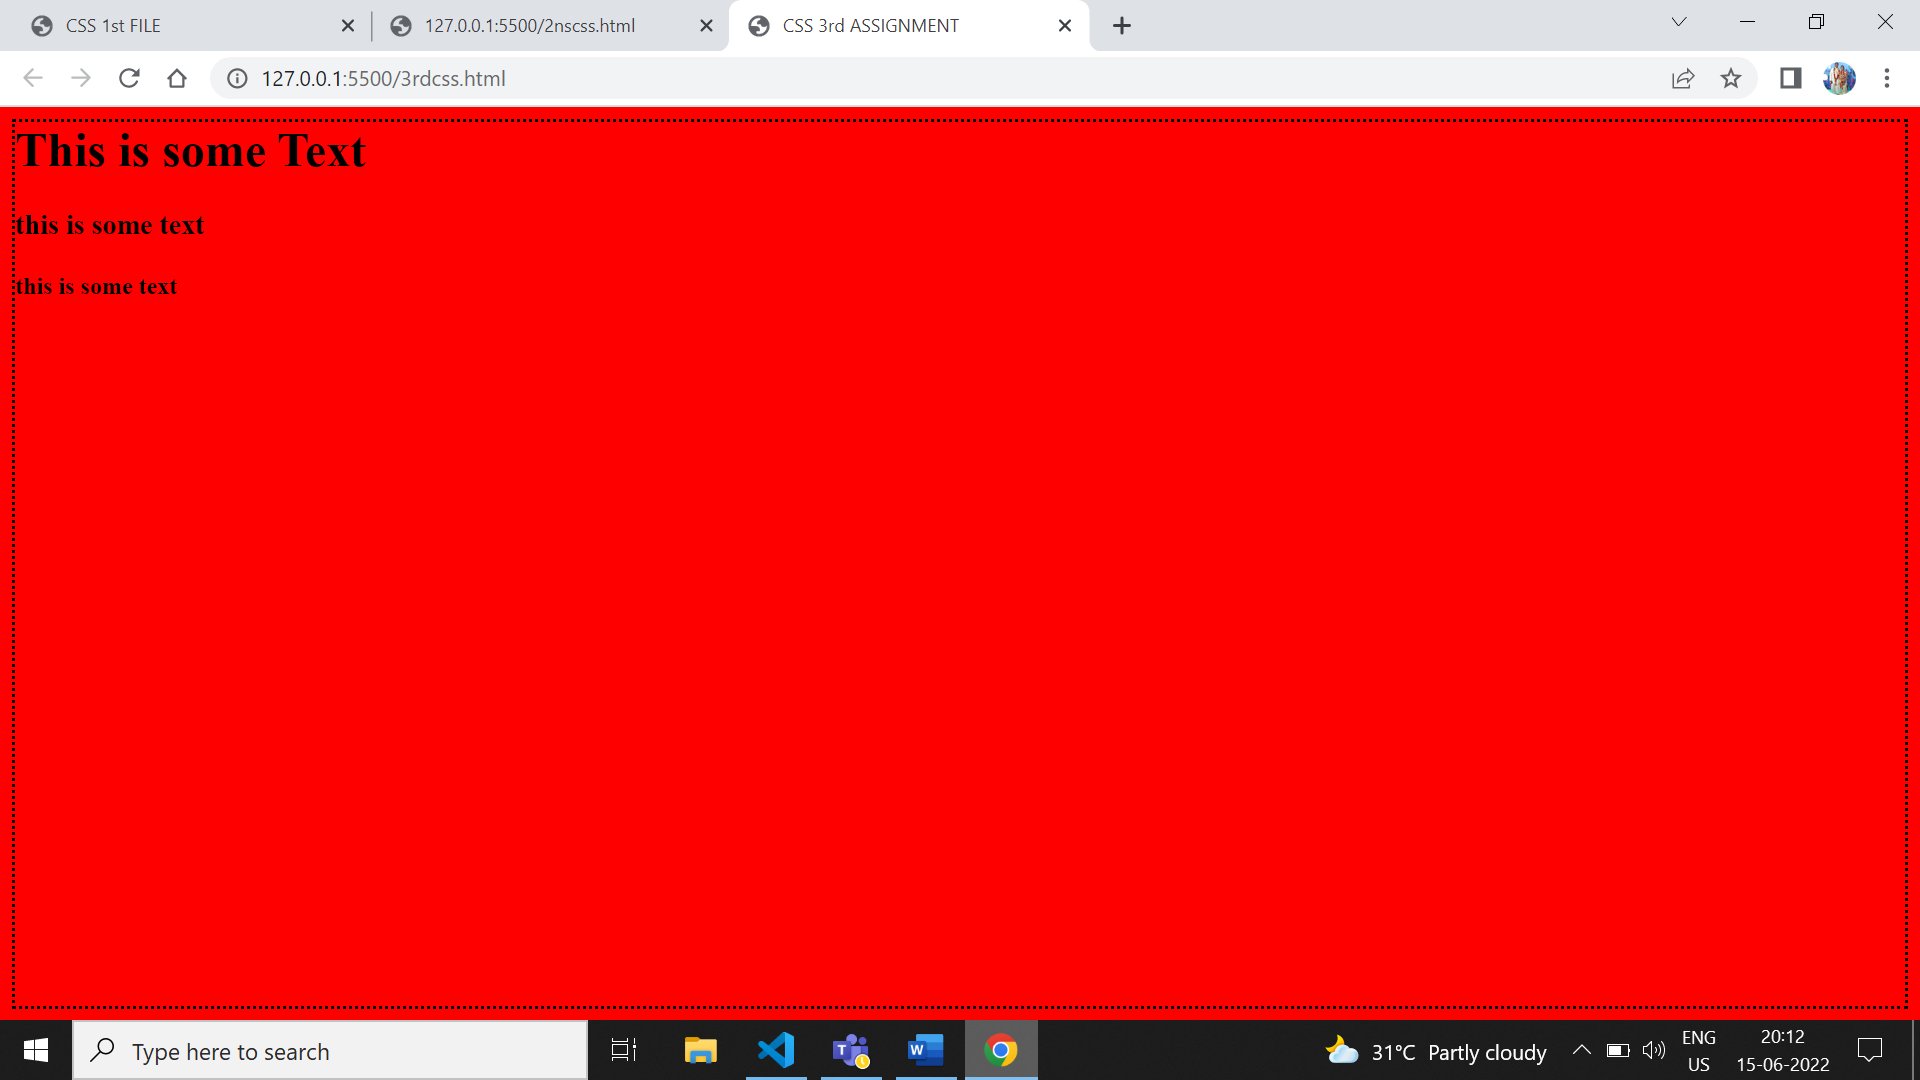 CSS 1st FILE
127.0.0.1:5500/2nscss.html
CSS 3rd ASSIGNMENT
127.0.0.1:5500/3rdcss.html
This is some Text
this is some text
this is some text
Type here to search
31°C Partly cloudy
ENG
US
20:12
15-06-2022